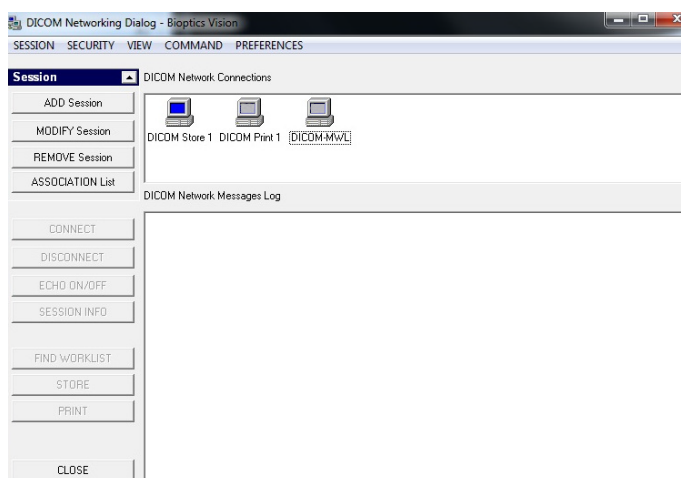 DICOM Networking Dialog - Bioptics Vision
SESSION SECURITY VIEW COMMAND PREFERENCES
Session
DICOM Network Connections
ADD Session
MODIFY Session
REMOVE Session
ASSOCIATION List
DICOM Store 1 DICOM Print 1 DICOM-MWL
DICOM Network Messages Log
CONNECT
DISCONNECT
ECHO ON/OFF
SESSION INFO
FIND WORKLIST
STORE
PRINT
CLOSE